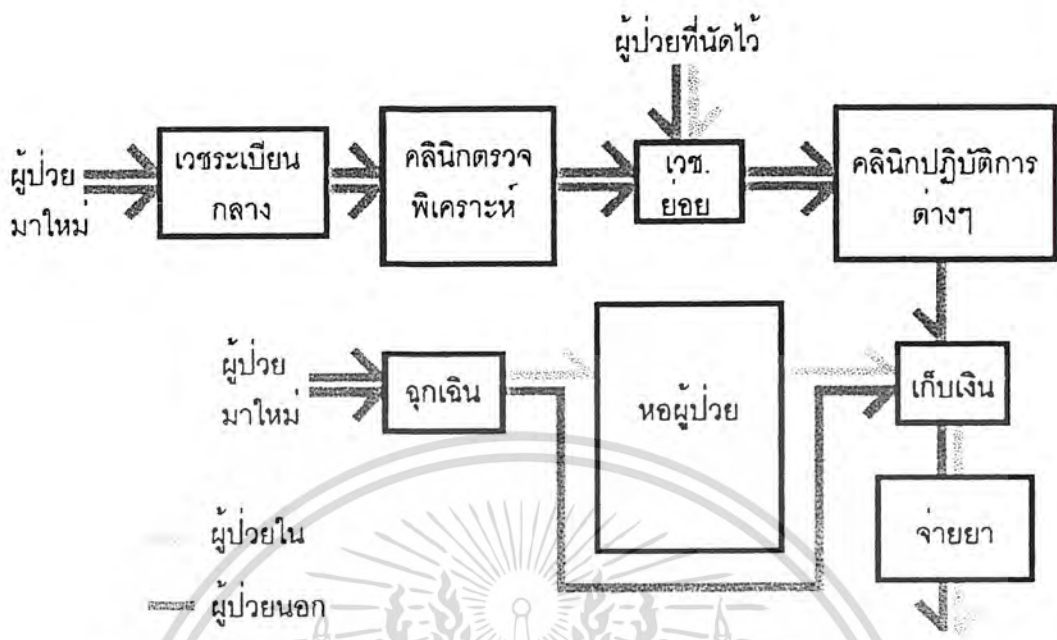 ผู้ป่วยที่นัดไว้
ผู้ป่วย
มาใหม่
เวชระเบียน
กลาง
คลินิกตรวจ
พิเคราะห์
เวช.
ย่อย
คลินิกปฏิบัติการ
ต่างๆ
ผู้ป่วย
มาใหม่
ฉุกเฉิน
หอผู้ป่วย
เก็บเงิน
จ่ายยา
ผู้ป่วยใน
ผู้ป่วยนอก